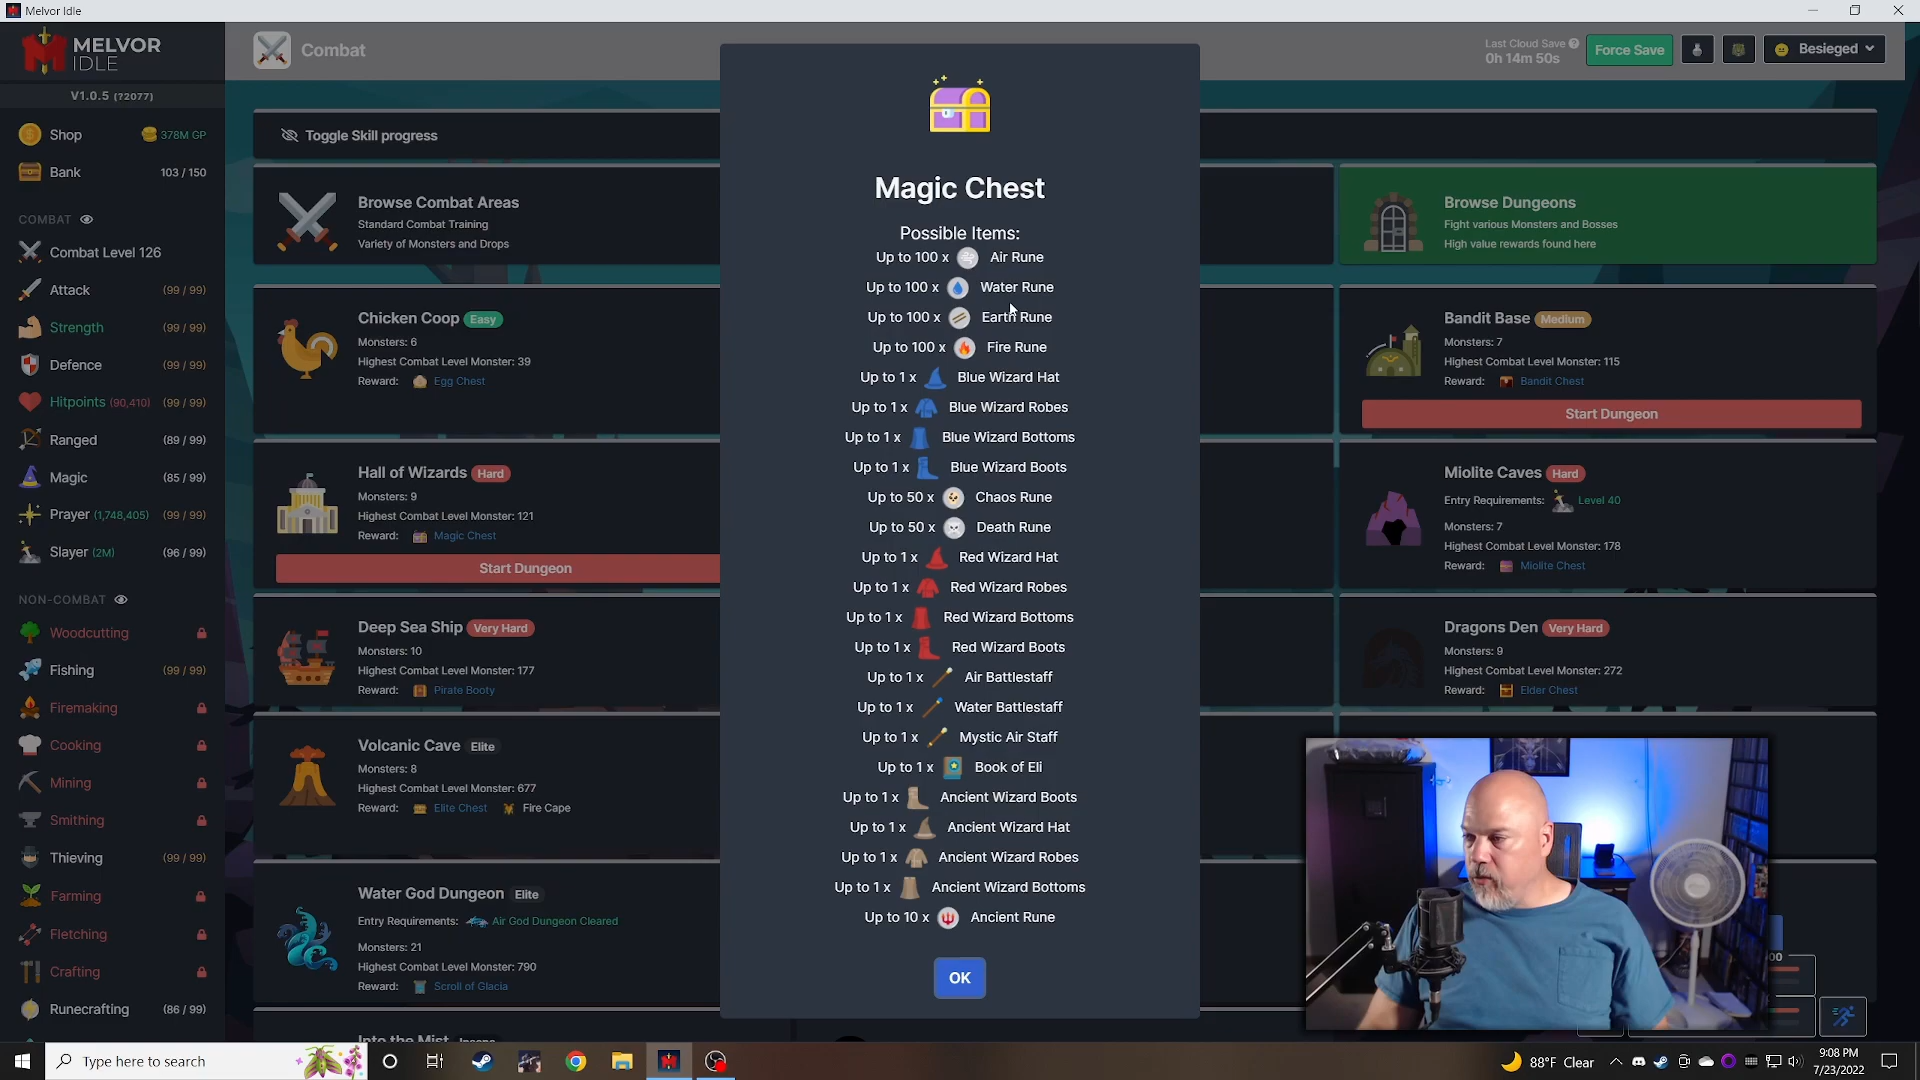 Melvor Idle
MELVOR
IDLE
V1.0.5 (?2077)
Shop 378M GP
Bank 103 / 150
COMBAT
Combat Level 126
Attack (99 / 99)
Strength (99 / 99)
Defence (99 / 99)
Hitpoints (90,410) (99 / 99)
Ranged (89 / 99)
Magic (85 / 99)
Prayer (1,748,405) (99 / 99)
Slayer (2M) (96 / 99)
NON-COMBAT
Woodcutting
Fishing (99 / 99)
Firemaking
Cooking
Mining
Smithing
Thieving (99 / 99)
Farming
Fletching
Crafting
Runecrafting (86 / 99)
Combat
Last Cloud Save
0h 14m 50s
Force Save
Besieged
Toggle Skill progress
Browse Combat Areas
Standard Combat Training
Variety of Monsters and Drops
Browse Dungeons
Fight various Monsters and Bosses
High value rewards found here
Chicken Coop Easy
Monsters: 6
Highest Combat Level Monster: 39
Reward: Egg Chest
Bandit Base Medium
Monsters: 7
Highest Combat Level Monster: 115
Reward: Bandit Chest
Start Dungeon
Hall of Wizards Hard
Monsters: 9
Highest Combat Level Monster: 121
Reward: Magic Chest
Start Dungeon
Miolite Caves Hard
Entry Requirements: Level 40
Monsters: 7
Highest Combat Level Monster: 178
Reward: Miolite Chest
Deep Sea Ship Very Hard
Monsters: 10
Highest Combat Level Monster: 177
Reward: Pirate Booty
Dragons Den Very Hard
Monsters: 9
Highest Combat Level Monster: 272
Reward: Elder Chest
Volcanic Cave Elite
Monsters: 8
Highest Combat Level Monster: 677
Reward: Elite Chest Fire Cape
Water God Dungeon Elite
Entry Requirements: Air God Dungeon Cleared
Monsters: 21
Highest Combat Level Monster: 790
Reward: Scroll of Glacia
Into the Mist Insane
Magic Chest
Possible Items:
Up to 100 x Air Rune
Up to 100 x Water Rune
Up to 100 x Earth Rune
Up to 100 x Fire Rune
Up to 1 x Blue Wizard Hat
Up to 1 x Blue Wizard Robes
Up to 1 x Blue Wizard Bottoms
Up to 1 x Blue Wizard Boots
Up to 50 x Chaos Rune
Up to 50 x Death Rune
Up to 1 x Red Wizard Hat
Up to 1 x Red Wizard Robes
Up to 1 x Red Wizard Bottoms
Up to 1 x Red Wizard Boots
Up to 1 x Air Battlestaff
Up to 1 x Water Battlestaff
Up to 1 x Mystic Air Staff
Up to 1 x Book of Eli
Up to 1 x Ancient Wizard Boots
Up to 1 x Ancient Wizard Hat
Up to 1 x Ancient Wizard Robes
Up to 1 x Ancient Wizard Bottoms
Up to 10 x Ancient Rune
OK
Type here to search
88°F Clear
9:08 PM
7/23/2022